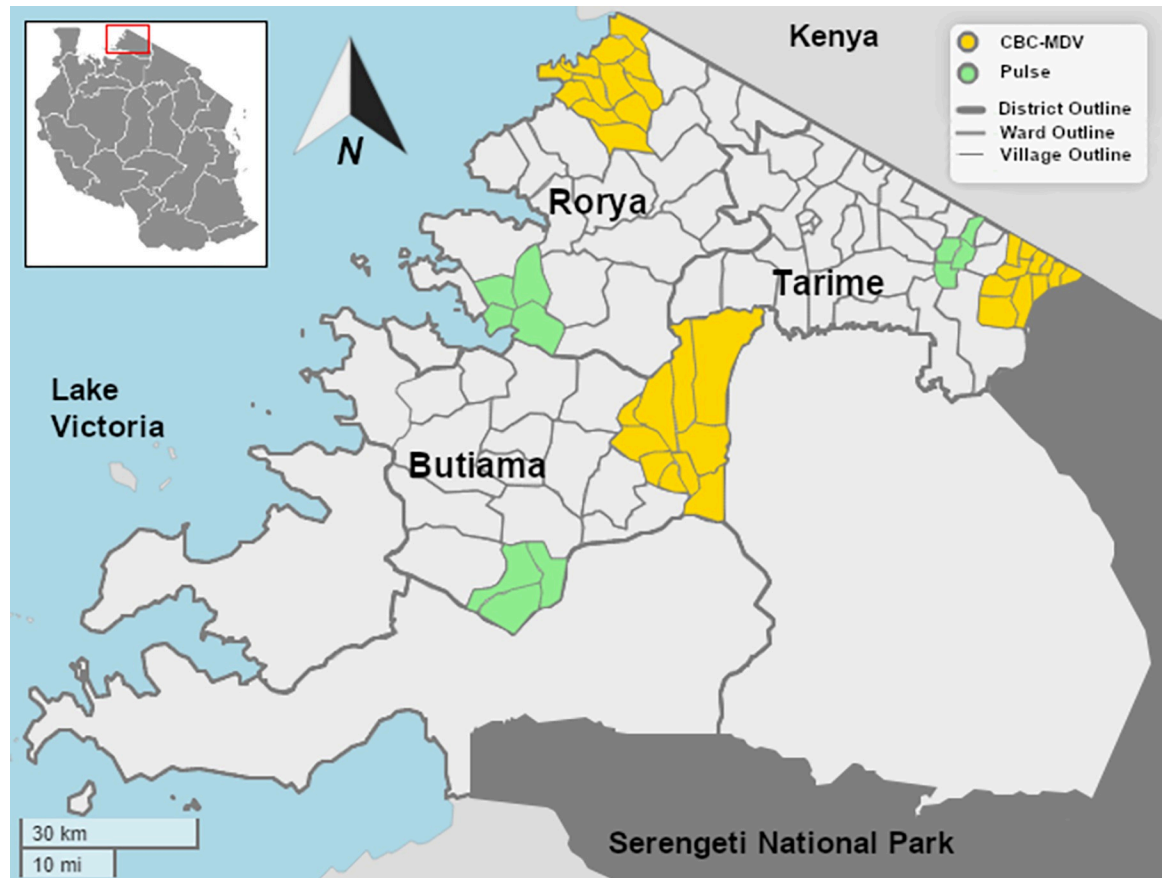 Kenya
CBC-MDV
Pulse
District Outline
Ward Outline
Village Outline
N
Rorya
Tarime
Lake
Victoria
Butiama
30 km
10 mi
Serengeti National Park